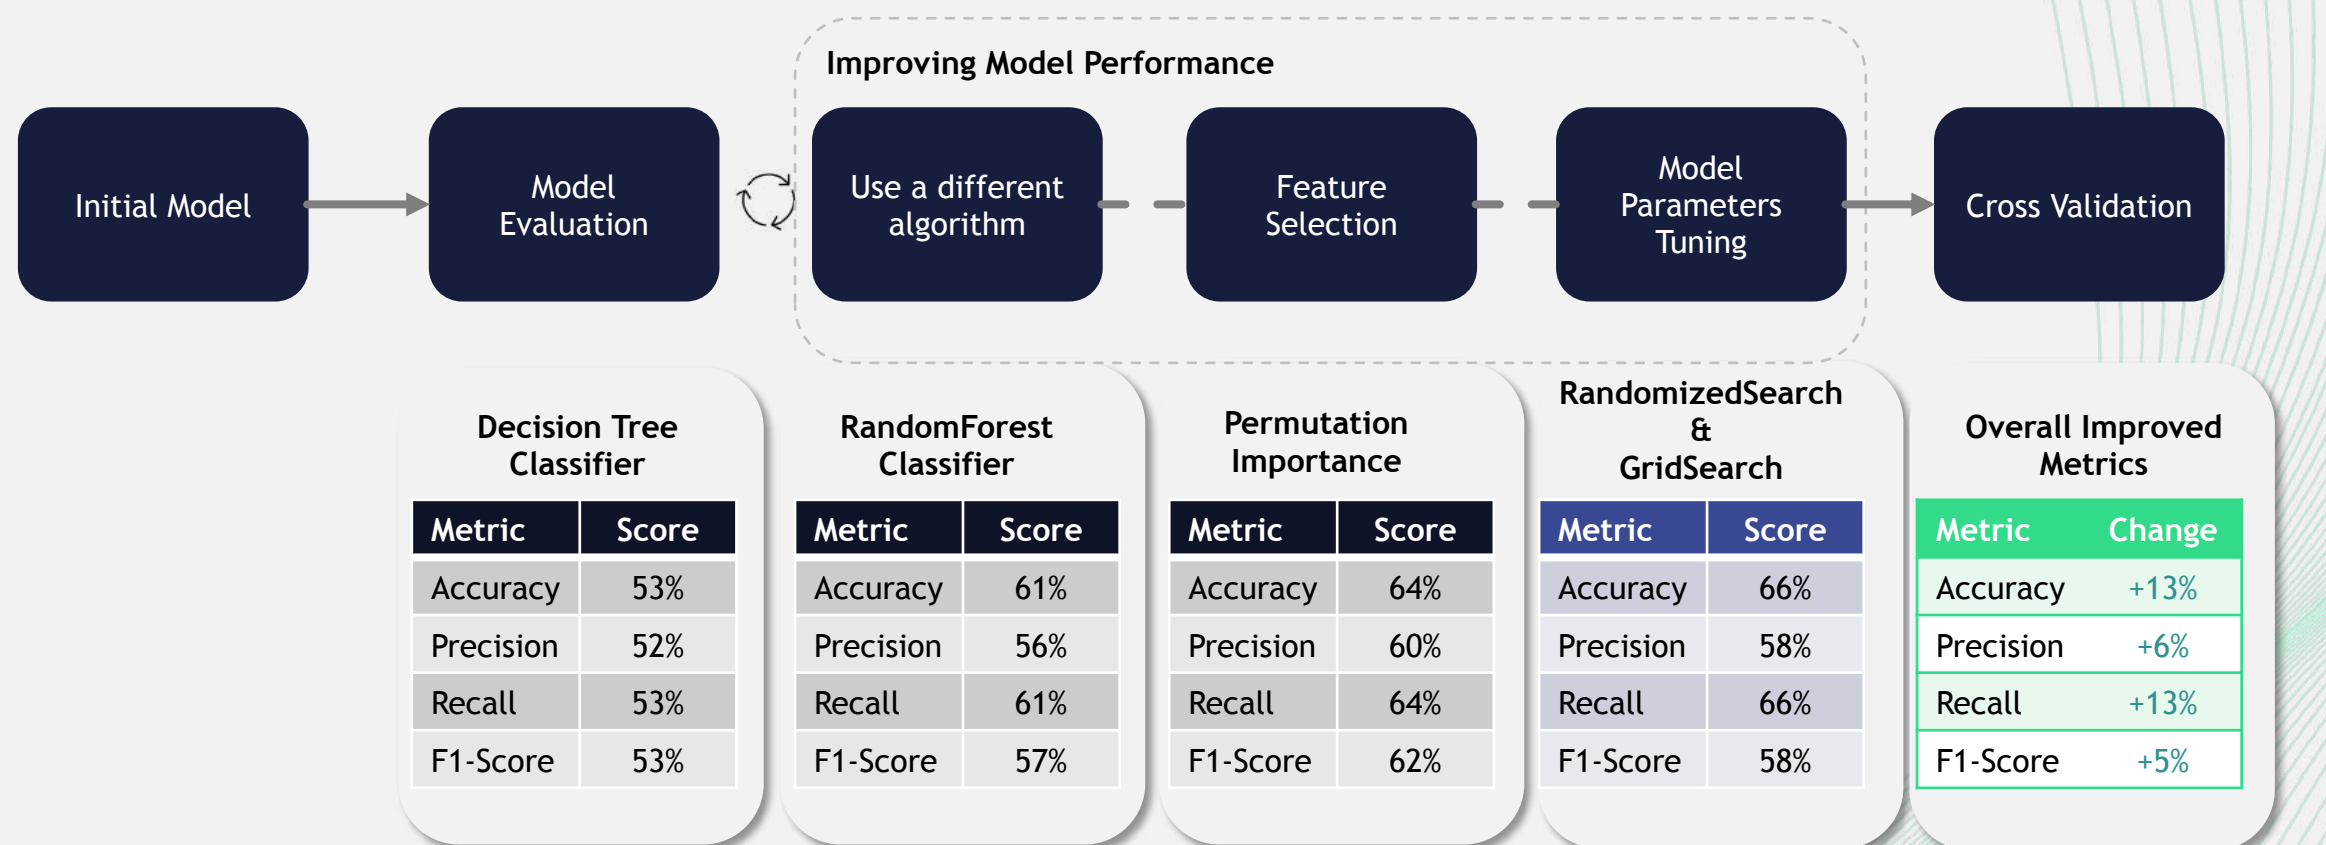 Improving Model Performance
Initial Model
Model
Evaluation
Use a different
algorithm
Feature
Selection
Model
Parameters
Tuning
Cross Validation
Decision Tree
Classifier
Metric Score
Accuracy 53%
Precision 52%
Recall 53%
F1-Score 53%
RandomForest
Classifier
Metric Score
Accuracy 61%
Precision 56%
Recall 61%
F1-Score 57%
Permutation
Importance
Metric Score
Accuracy 64%
Precision 60%
Recall 64%
F1-Score 62%
RandomizedSearch
&
GridSearch
Metric Score
Accuracy 66%
Precision 58%
Recall 66%
F1-Score 58%
Overall Improved
Metrics
Metric Change
Accuracy +13%
Precision +6%
Recall +13%
F1-Score +5%